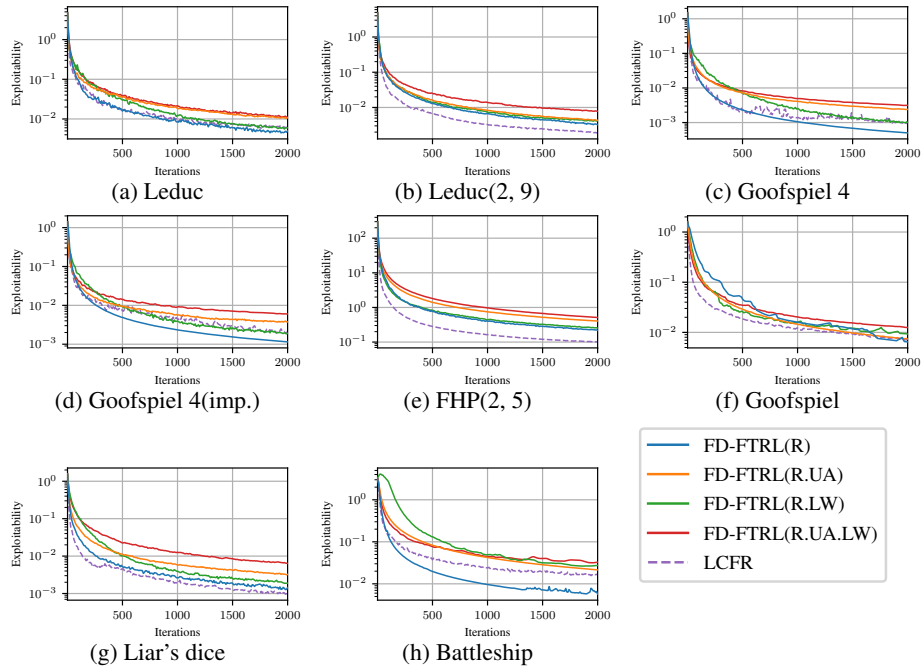 Exploitability
10⁰
10⁻¹
10⁻²
500 1000 1500 2000
Iterations
(a) Leduc
Exploitability
10⁰
10⁻¹
10⁻²
500 1000 1500 2000
Iterations
(b) Leduc(2, 9)
Exploitability
10⁰
10⁻¹
10⁻²
10⁻³
500 1000 1500 2000
Iterations
(c) Goofspiel 4
Exploitability
10⁰
10⁻¹
10⁻²
10⁻³
500 1000 1500 2000
Iterations
(d) Goofspiel 4(imp.)
Exploitability
10²
10¹
10⁰
10⁻¹
500 1000 1500 2000
Iterations
(e) FHP(2, 5)
Exploitability
10⁰
10⁻¹
10⁻²
500 1000 1500 2000
Iterations
(f) Goofspiel
Exploitability
10⁰
10⁻¹
10⁻²
10⁻³
500 1000 1500 2000
Iterations
(g) Liar's dice
Exploitability
10⁰
10⁻¹
10⁻²
500 1000 1500 2000
Iterations
(h) Battleship
FD-FTRL(R)
FD-FTRL(R.UA)
FD-FTRL(R.LW)
FD-FTRL(R.UA.LW)
LCFR